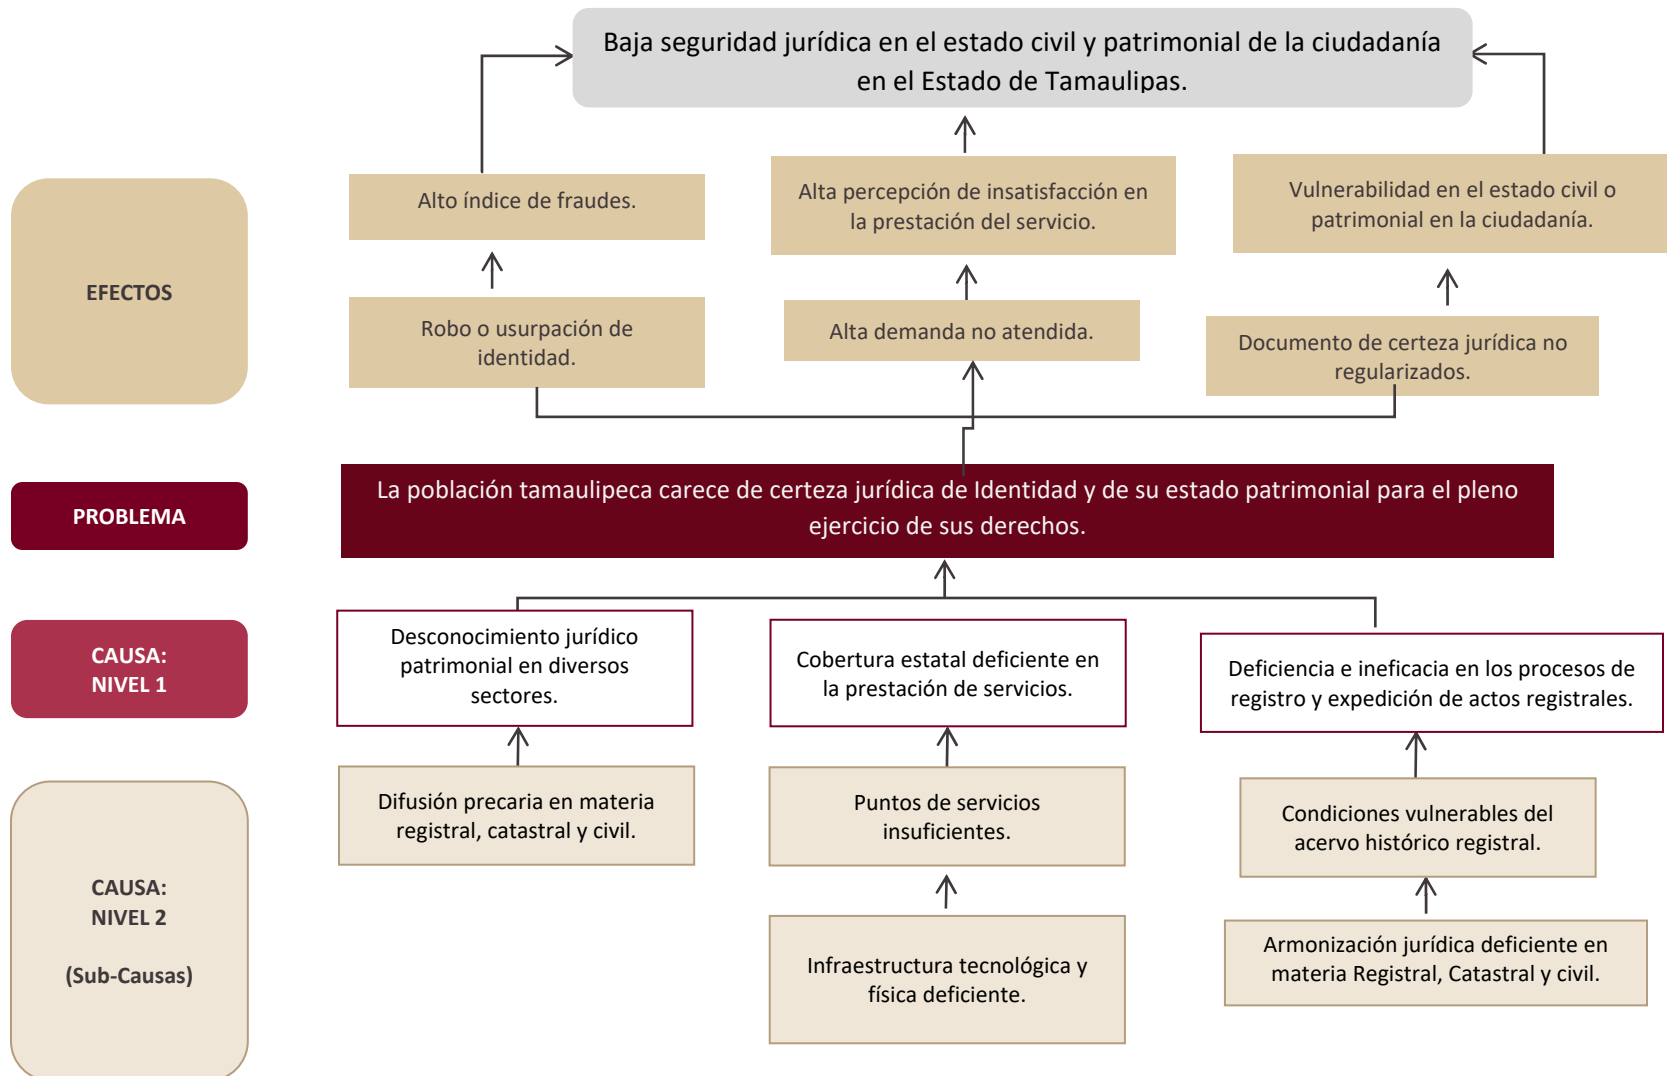 Baja seguridad jurídica en el estado civil y patrimonial de la ciudadanía
en el Estado de Tamaulipas.
EFECTOS
Alto índice de fraudes.
Alta percepción de insatisfacción en
la prestación del servicio.
Vulnerabilidad en el estado civil o
patrimonial en la ciudadanía.
Robo o usurpación de
identidad.
Alta demanda no atendida.
Documento de certeza jurídica no
regularizados.
PROBLEMA
La población tamaulipeca carece de certeza jurídica de Identidad y de su estado patrimonial para el pleno
ejercicio de sus derechos.
CAUSA:
NIVEL 1
Desconocimiento jurídico
patrimonial en diversos
sectores.
Cobertura estatal deficiente en
la prestación de servicios.
Deficiencia e ineficacia en los procesos de
registro y expedición de actos registrales.
CAUSA:
NIVEL 2
(Sub-Causas)
Difusión precaria en materia
registral, catastral y civil.
Puntos de servicios
insuficientes.
Condiciones vulnerables del
acervo histórico registral.
Infraestructura tecnológica y
física deficiente.
Armonización jurídica deficiente en
materia Registral, Catastral y civil.